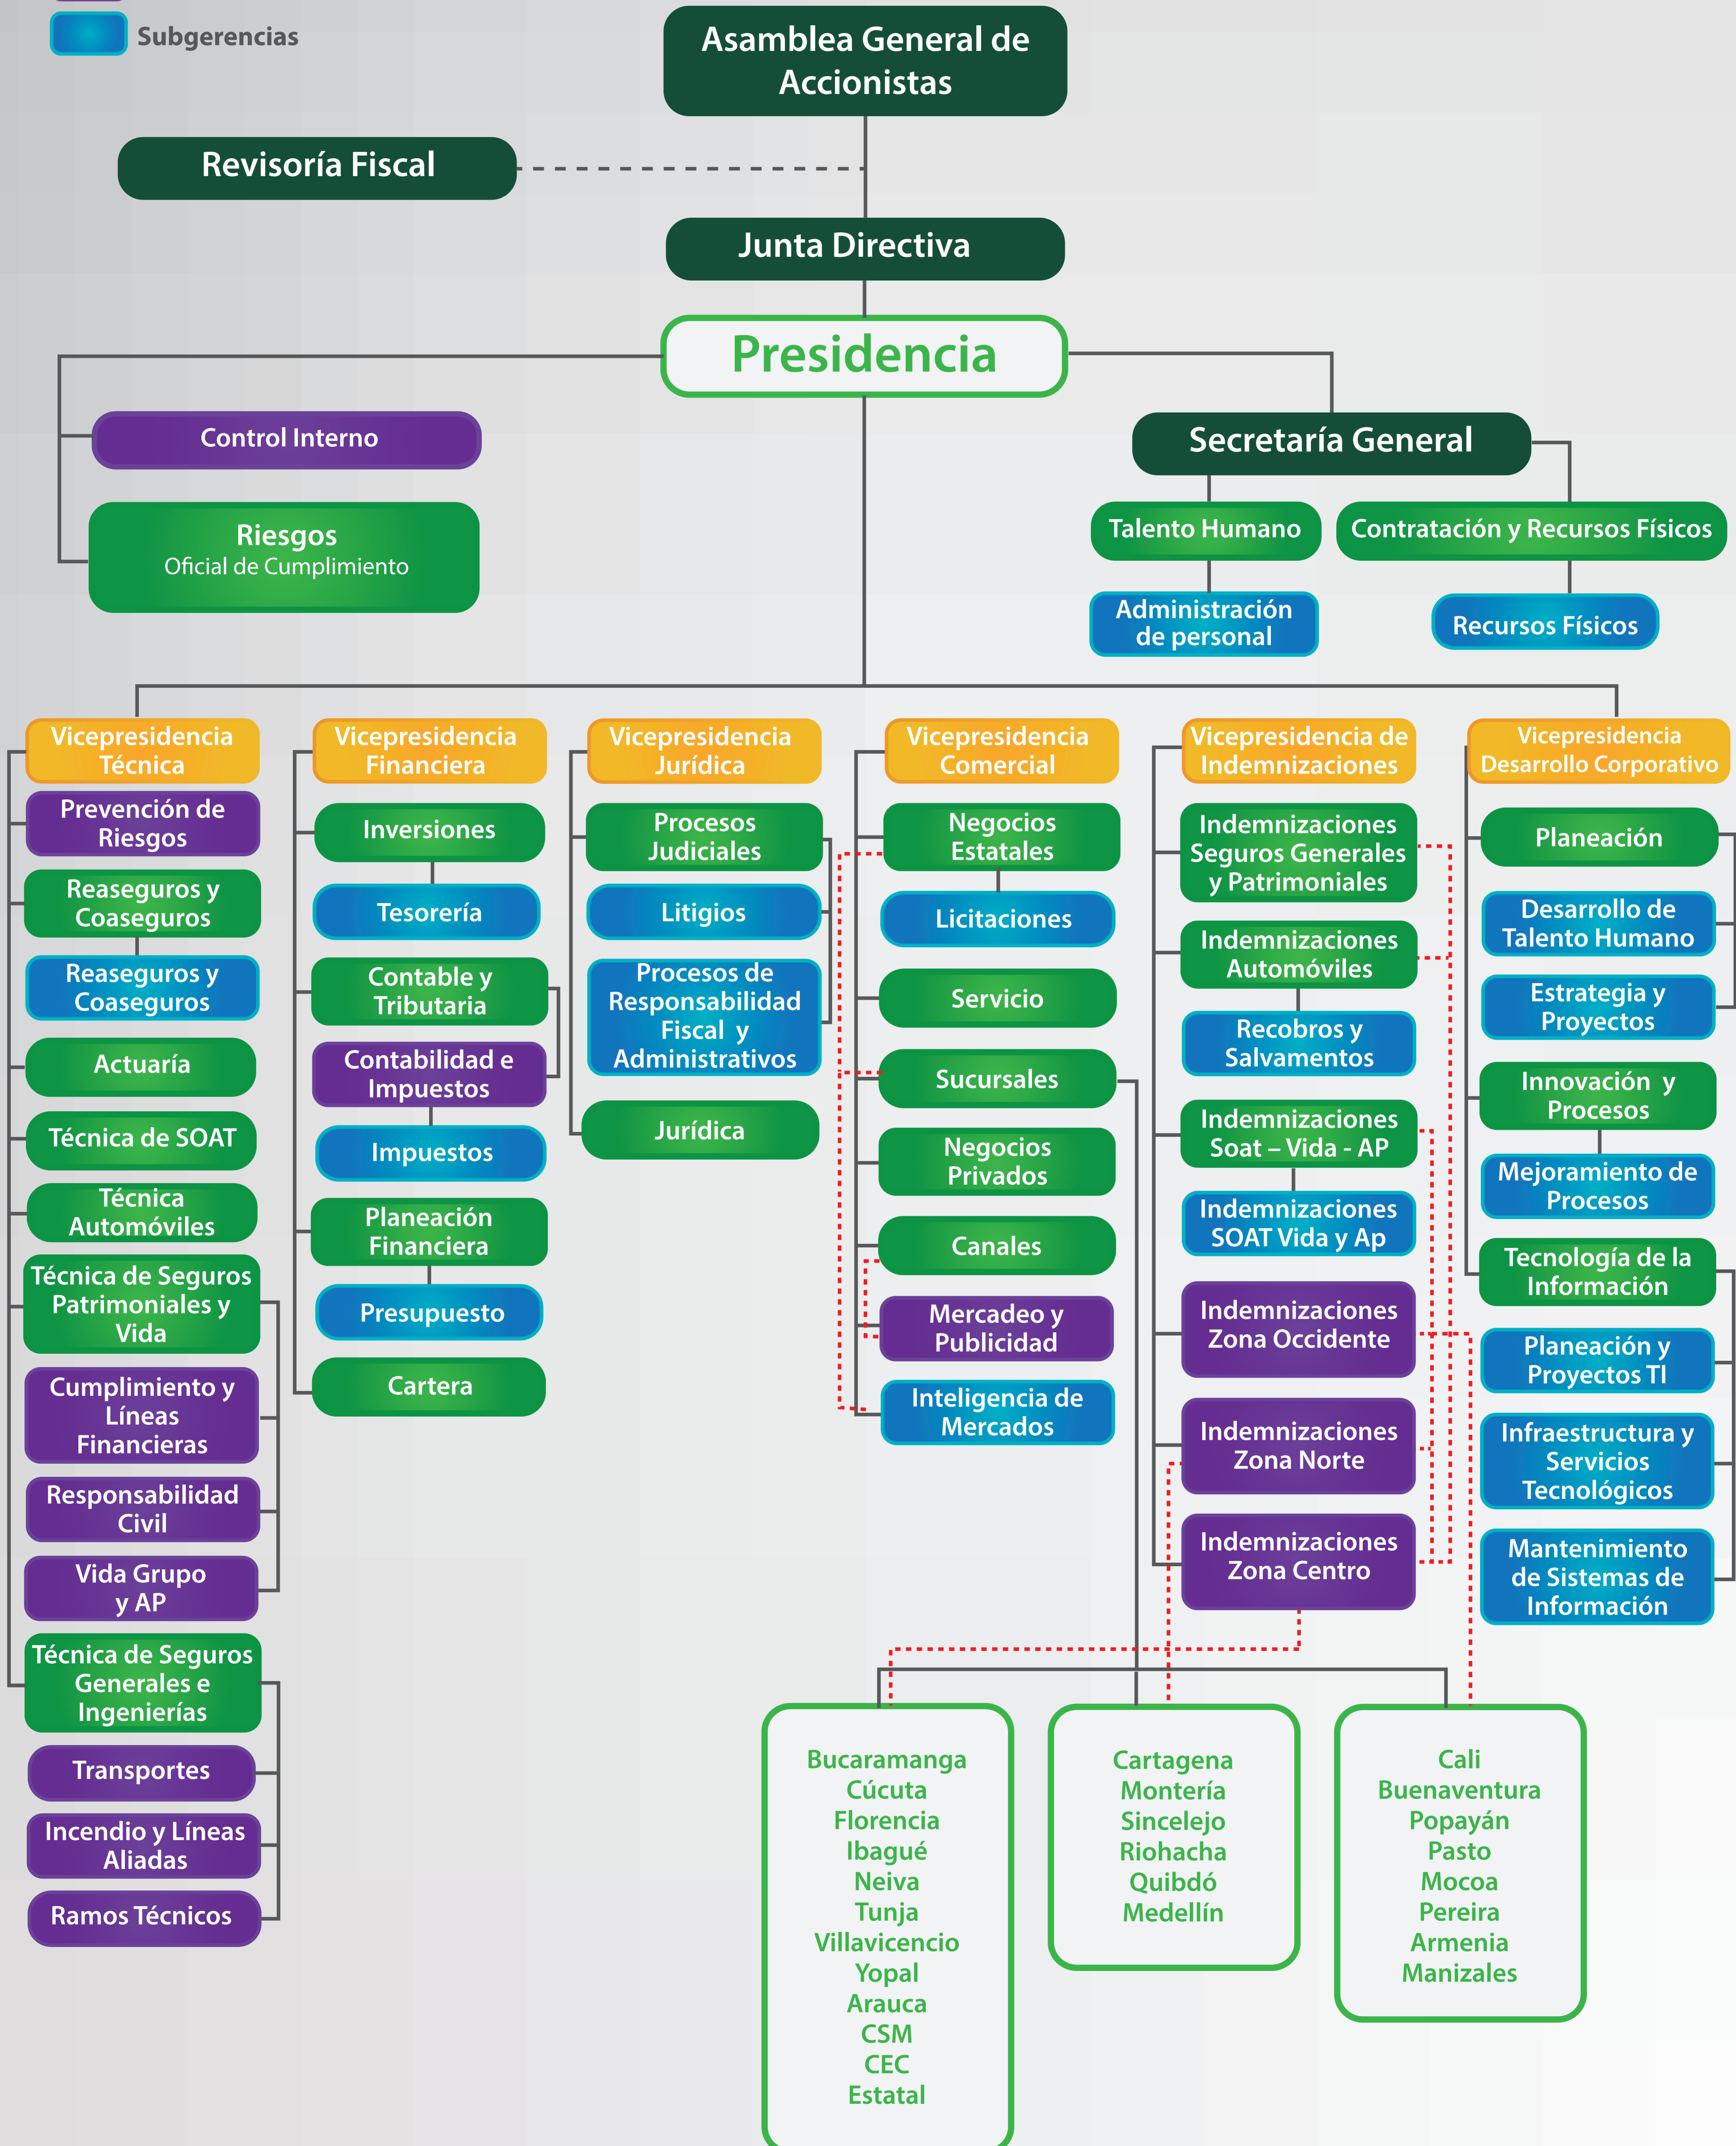 Subgerencias
Asamblea General de
Accionistas
Revisoría Fiscal
Junta Directiva
Presidencia
Control Interno
Riesgos
Oficial de Cumplimiento
Secretaría General
Talento Humano
Contratación y Recursos Físicos
Administración
de personal
Recursos Físicos
Vicepresidencia
Técnica
Prevención de
Riesgos
Reaseguros y
Coaseguros
Reaseguros y
Coaseguros
Actuaría
Técnica de SOAT
Técnica
Automóviles
Técnica de Seguros
Patrimoniales y
Vida
Cumplimiento y
Líneas
Financieras
Responsabilidad
Civil
Vida Grupo
y AP
Técnica de Seguros
Generales e
Ingenierías
Transportes
Incendio y Líneas
Aliadas
Ramos Técnicos
Vicepresidencia
Financiera
Inversiones
Tesorería
Contable y
Tributaria
Contabilidad e
Impuestos
Impuestos
Planeación
Financiera
Presupuesto
Cartera
Vicepresidencia
Jurídica
Procesos
Judiciales
Litigios
Procesos de
Responsabilidad
Fiscal y
Administrativos
Jurídica
Vicepresidencia
Comercial
Negocios
Estatales
Licitaciones
Servicio
Sucursales
Negocios
Privados
Canales
Mercadeo y
Publicidad
Inteligencia de
Mercados
Vicepresidencia de
Indemnizaciones
Indemnizaciones
Seguros Generales
y Patrimoniales
Indemnizaciones
Automóviles
Recobros y
Salvamentos
Indemnizaciones
Soat – Vida - AP
Indemnizaciones
SOAT Vida y Ap
Indemnizaciones
Zona Occidente
Indemnizaciones
Zona Norte
Indemnizaciones
Zona Centro
Vicepresidencia
Desarrollo Corporativo
Planeación
Desarrollo de
Talento Humano
Estrategia y
Proyectos
Innovación y
Procesos
Mejoramiento de
Procesos
Tecnología de la
Información
Planeación y
Proyectos TI
Infraestructura y
Servicios
Tecnológicos
Mantenimiento
de Sistemas de
Información
Bucaramanga
Cúcuta
Florencia
Ibagué
Neiva
Tunja
Villavicencio
Yopal
Arauca
CSM
CEC
Estatal
Cartagena
Montería
Sincelejo
Riohacha
Quibdó
Medellín
Cali
Buenaventura
Popayán
Pasto
Mocoa
Pereira
Armenia
Manizales